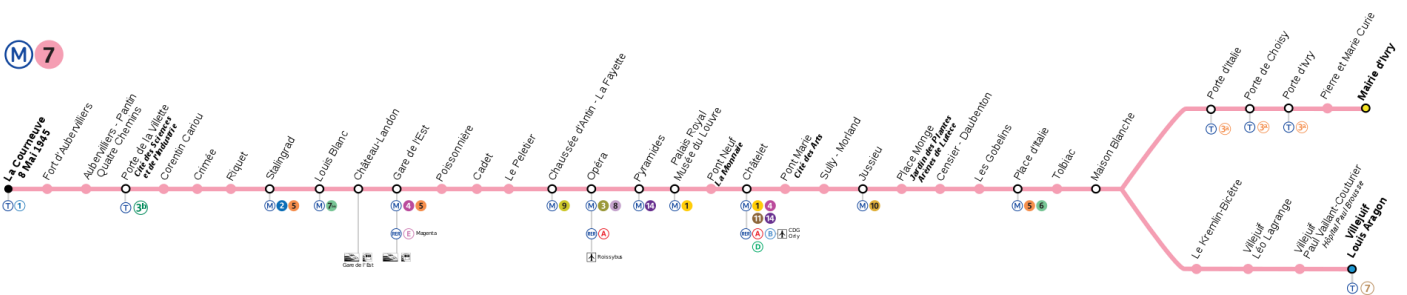 M 7
La Courneuve
8 Mai 1945
Fort d'Aubervilliers
Aubervilliers - Pantin
Quatre Chemins
Porte de la Villette
Cité des Sciences
et de l'Industrie
Corentin Cariou
Crimée
Riquet
Stalingrad
Louis Blanc
Château-Landon
Gare de l'Est
Poissonnière
Cadet
Le Peletier
Chaussée d'Antin - La Fayette
Opéra
Pyramides
Palais Royal
Musée du Louvre
Pont Neuf
La Monnaie
Châtelet
Pont Marie
Cité des Arts
Sully - Morland
Jussieu
Place Monge
Jardin des Plantes
Arènes de Lutèce
Censier - Daubenton
Les Gobelins
Place d'Italie
Tolbiac
Maison Blanche
Porte d'Italie
Porte de Choisy
Porte d'Ivry
Pierre et Marie Curie
Mairie d'Ivry
Le Kremlin-Bicêtre
Villejuif
Léo Lagrange
Villejuif
Paul Vaillant-Couturier
Hôpital Paul Brousse
Villejuif
Louis Aragon
T 1
T 3b
M 2 5
M 7bis
M 4 5
RER E Magenta
Gare de l'Est
M 9
M 3 8
RER A
Roissybus
M 14
M 1
M 1 4
11 14
RER A B CDG
Orly
D
M 10
M 5 6
T 3a
T 3a
T 3a
T 7